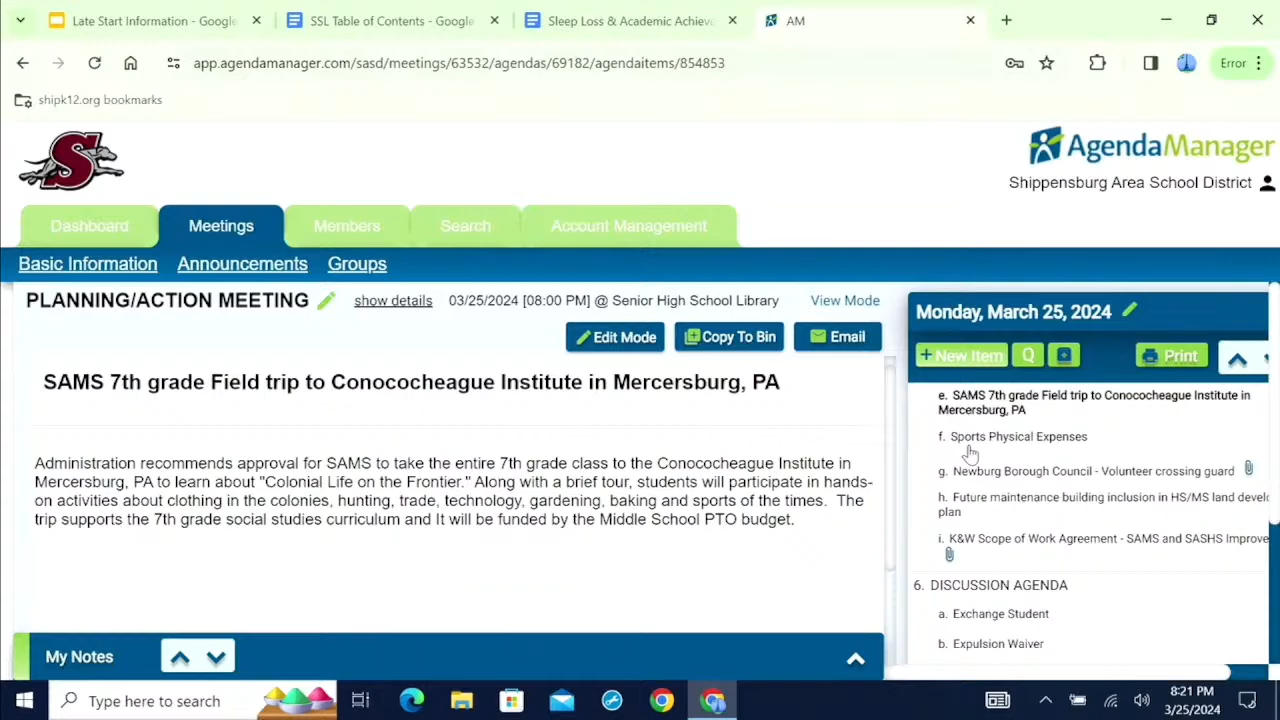 Late Start Information - Google
SSL Table of Contents - Google
Sleep Loss & Academic Achieve
AM
app.agendamanager.com/sasd/meetings/63532/agendas/69182/agendaitems/854853
Error
shipk12.org bookmarks
S
AgendaManager
Shippensburg Area School District
Dashboard
Meetings
Members
Search
Account Management
Basic Information
Announcements
Groups
PLANNING/ACTION MEETING
show details
03/25/2024 [08:00 PM] @ Senior High School Library
View Mode
Edit Mode
Copy To Bin
Email
SAMS 7th grade Field trip to Conococheague Institute in Mercersburg, PA
Administration recommends approval for SAMS to take the entire 7th grade class to the Conococheague Institute in
Mercersburg, PA to learn about "Colonial Life on the Frontier." Along with a brief tour, students will participate in hands-
on activities about clothing in the colonies, hunting, trade, technology, gardening, baking and sports of the times. The
trip supports the 7th grade social studies curriculum and It will be funded by the Middle School PTO budget.
My Notes
Monday, March 25, 2024
+ New Item
Q
Print
e. SAMS 7th grade Field trip to Conococheague Institute in
Mercersburg, PA
f. Sports Physical Expenses
g. Newburg Borough Council - Volunteer crossing guard
h. Future maintenance building inclusion in HS/MS land develo
plan
i. K&W Scope of Work Agreement - SAMS and SASHS Improve
6. DISCUSSION AGENDA
a. Exchange Student
b. Expulsion Waiver
Type here to search
8:21 PM
3/25/2024